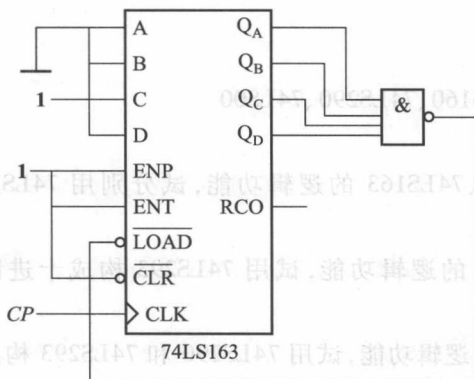 A
B
1 C
D
1 ENP
ENT
LOAD
CLR
CP CLK
Q_A
Q_B
Q_C
Q_D
RCO
&
74LS163